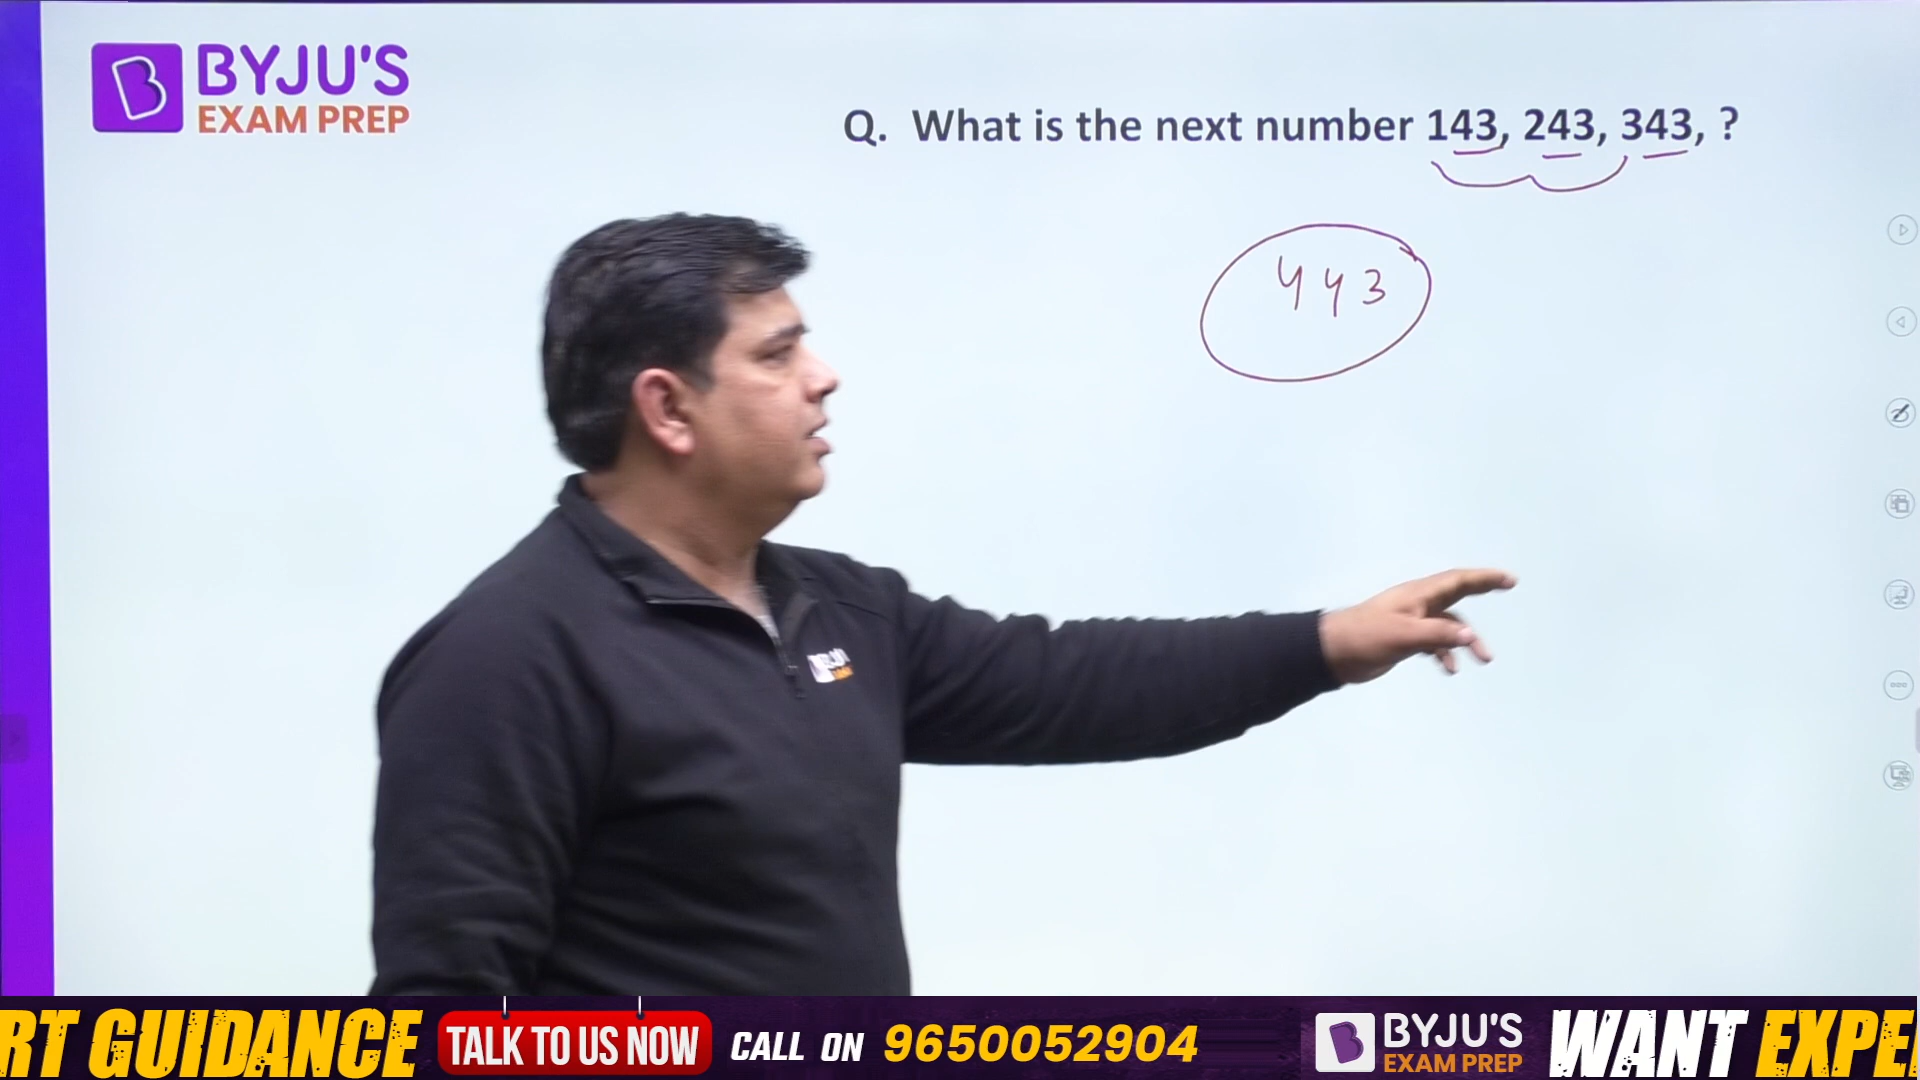 BYJU'S
EXAM PREP
Q. What is the next number 143, 243, 343, ?
443
RT GUIDANCE
TALK TO US NOW
CALL ON 9650052904
BYJU'S
EXAM PREP
WANT EXPE